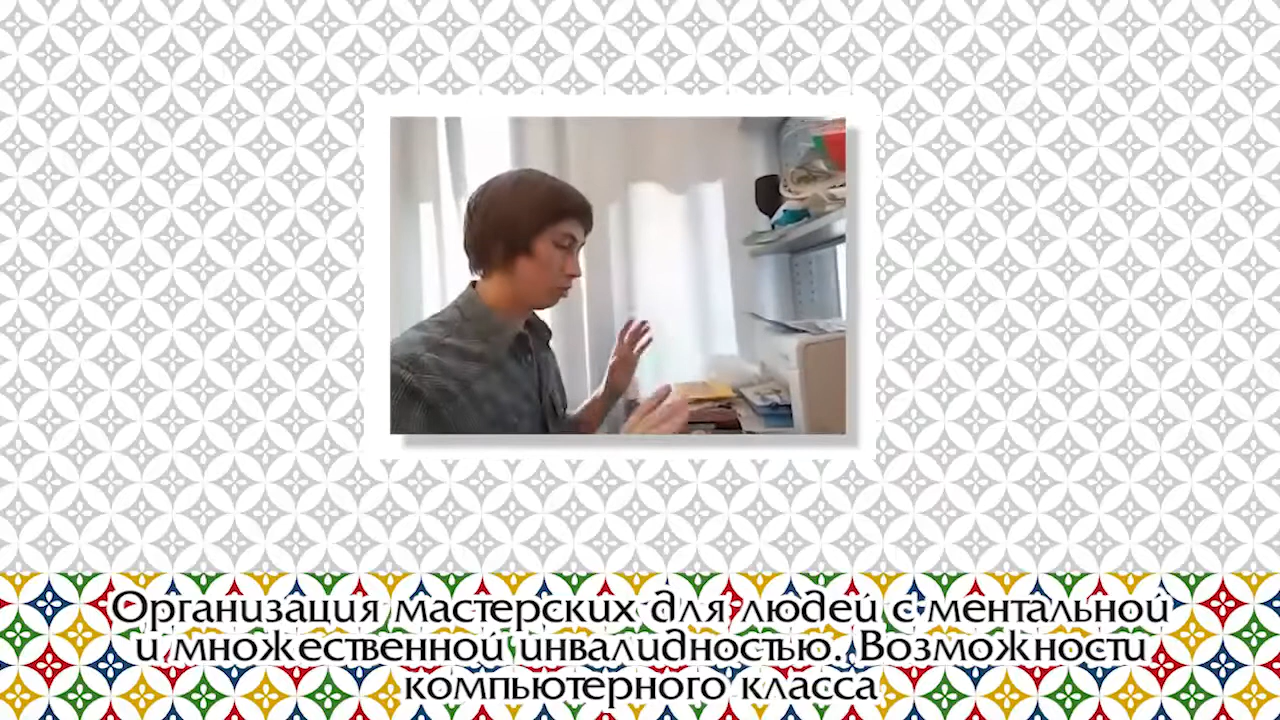 Организация мастерских для людей с ментальной
и множественной инвалидностью. Возможности
компьютерного класса